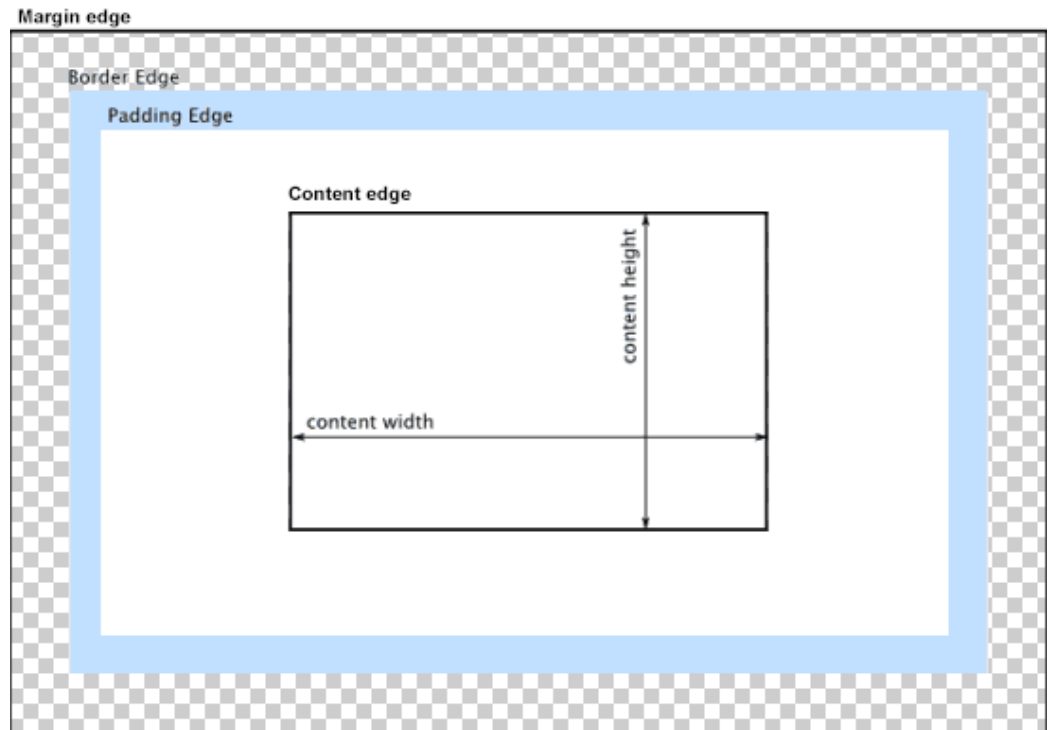 Margin edge
Border Edge
Padding Edge
Content edge
content height
content width